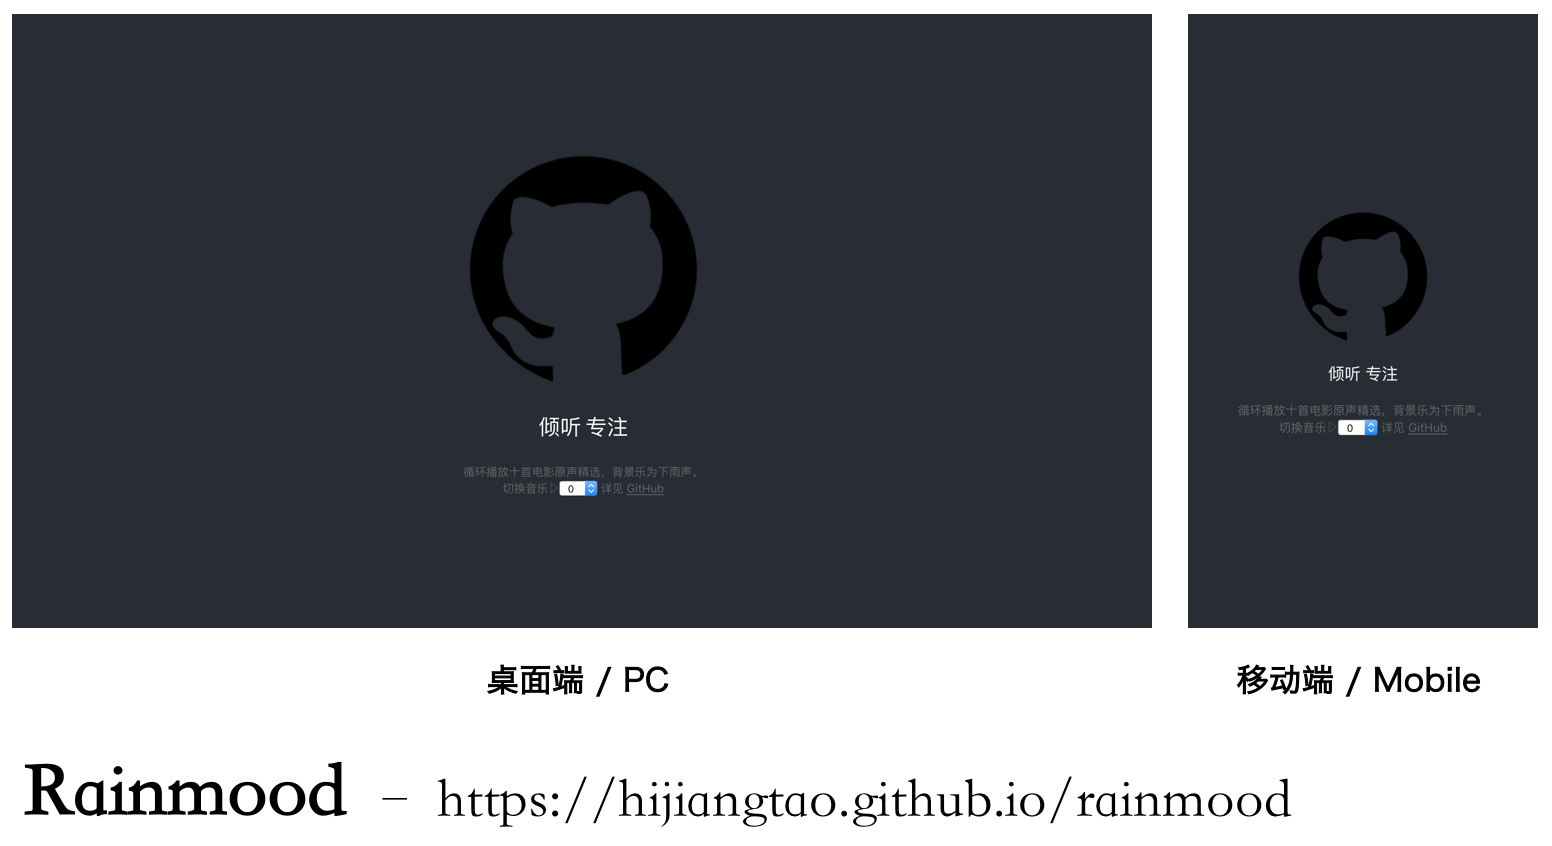 倾听 专注
循环播放十首电影原声精选，背景乐为下雨声。
切换音乐▷ 0 详见 GitHub
倾听 专注
循环播放十首电影原声精选，背景乐为下雨声。
切换音乐▷ 0 详见 GitHub
桌面端 / PC
移动端 / Mobile
Rainmood – https://hijiangtao.github.io/rainmood